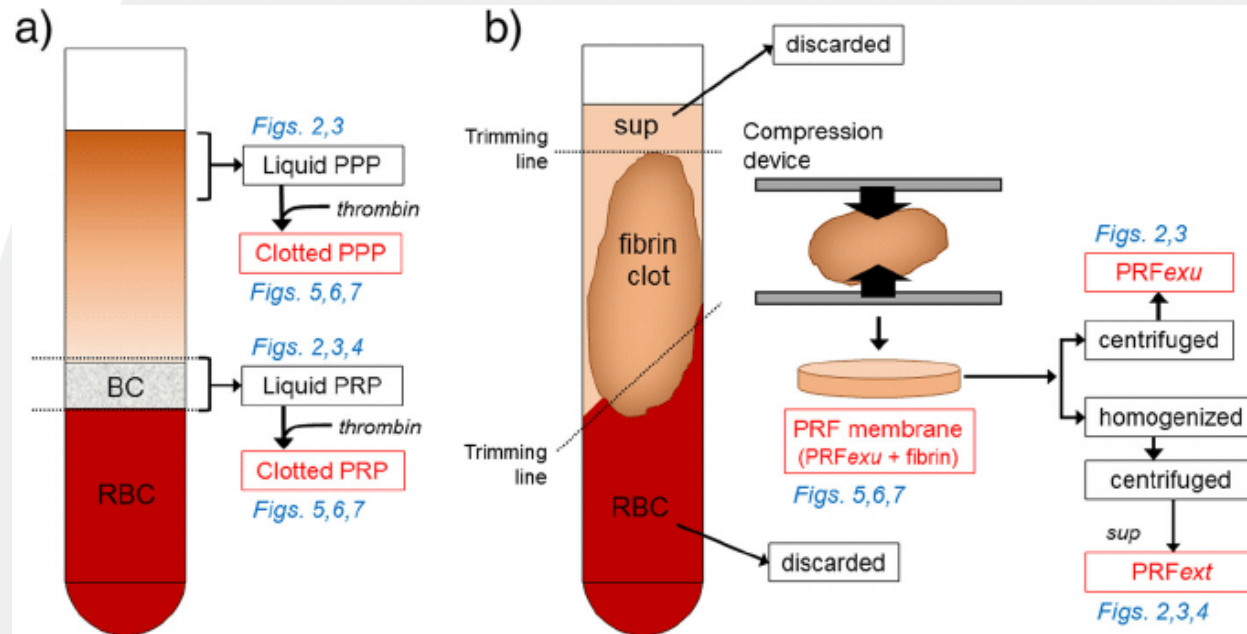 a)
Figs. 2,3
Liquid PPP
thrombin
Clotted PPP
Figs. 5,6,7
BC
Figs. 2,3,4
Liquid PRP
thrombin
Clotted PRP
Figs. 5,6,7
RBC
b)
discarded
sup
Trimming
line
fibrin
clot
Trimming
line
RBC
discarded
Compression
device
PRF membrane
(PRFexu + fibrin)
Figs. 5,6,7
Figs. 2,3
PRFexu
centrifuged
homogenized
centrifuged
sup
PRFext
Figs. 2,3,4